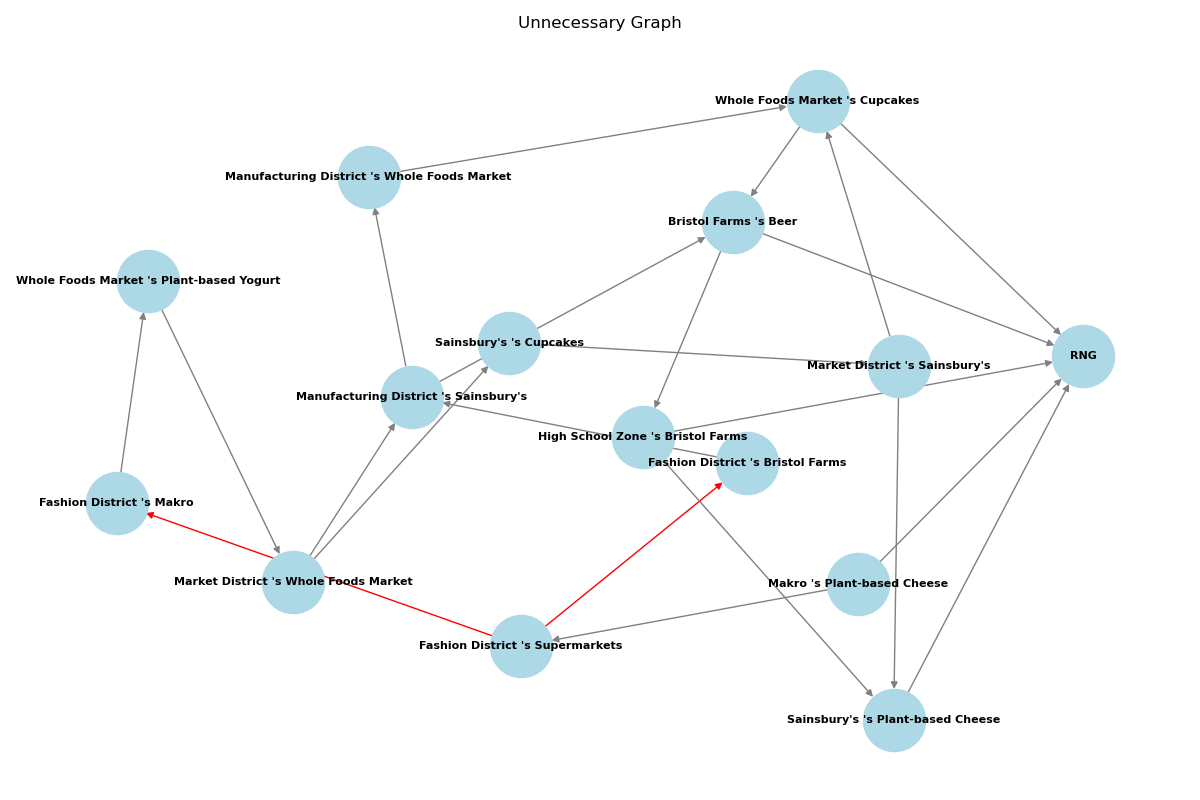 Unnecessary Graph
Whole Foods Market 's Cupcakes
Manufacturing District 's Whole Foods Market
Bristol Farms 's Beer
Whole Foods Market 's Plant-based Yogurt
Sainsbury's 's Cupcakes
RNG
Market District 's Sainsbury's
Manufacturing District 's Sainsbury's
High School Zone 's Bristol Farms
Fashion District 's Bristol Farms
Fashion District 's Makro
Market District 's Whole Foods Market
Makro 's Plant-based Cheese
Fashion District 's Supermarkets
Sainsbury's 's Plant-based Cheese